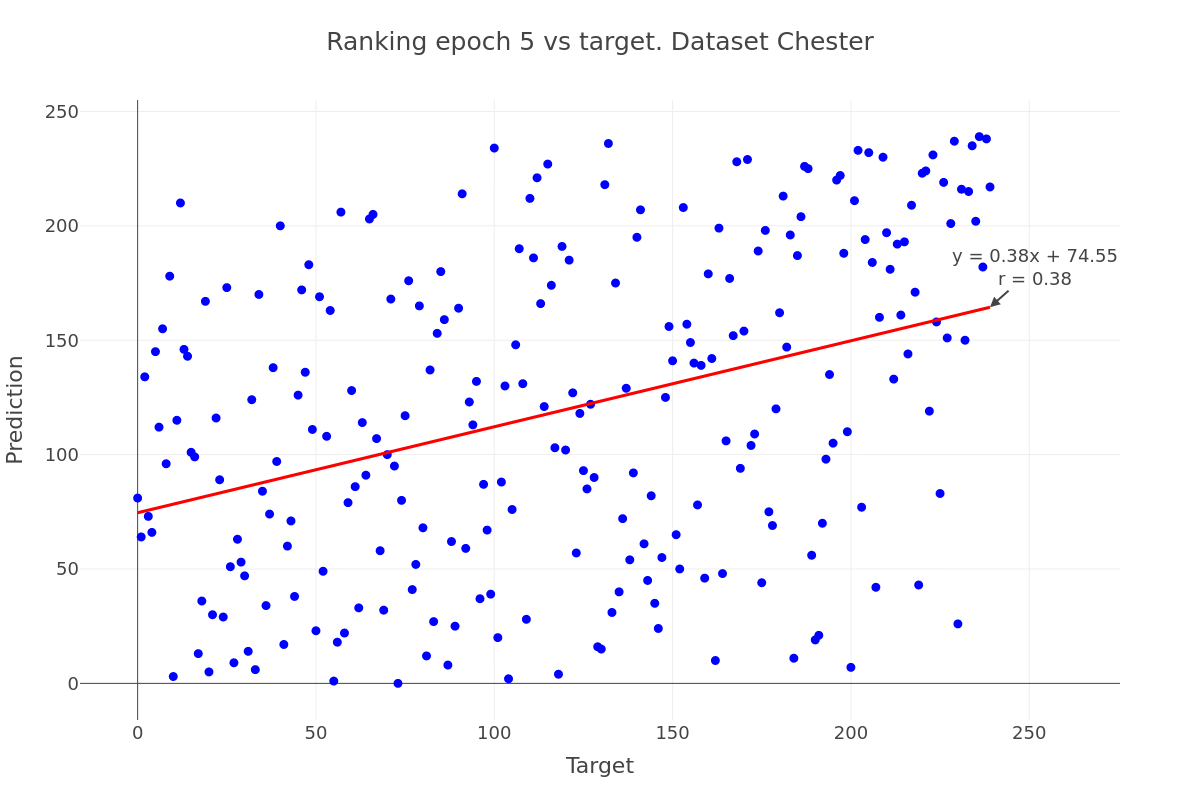 Ranking epoch 5 vs target. Dataset Chester
250
200
150
100
50
0
Prediction
y = 0.38x + 74.55
r = 0.38
0 50 100 150 200 250
Target